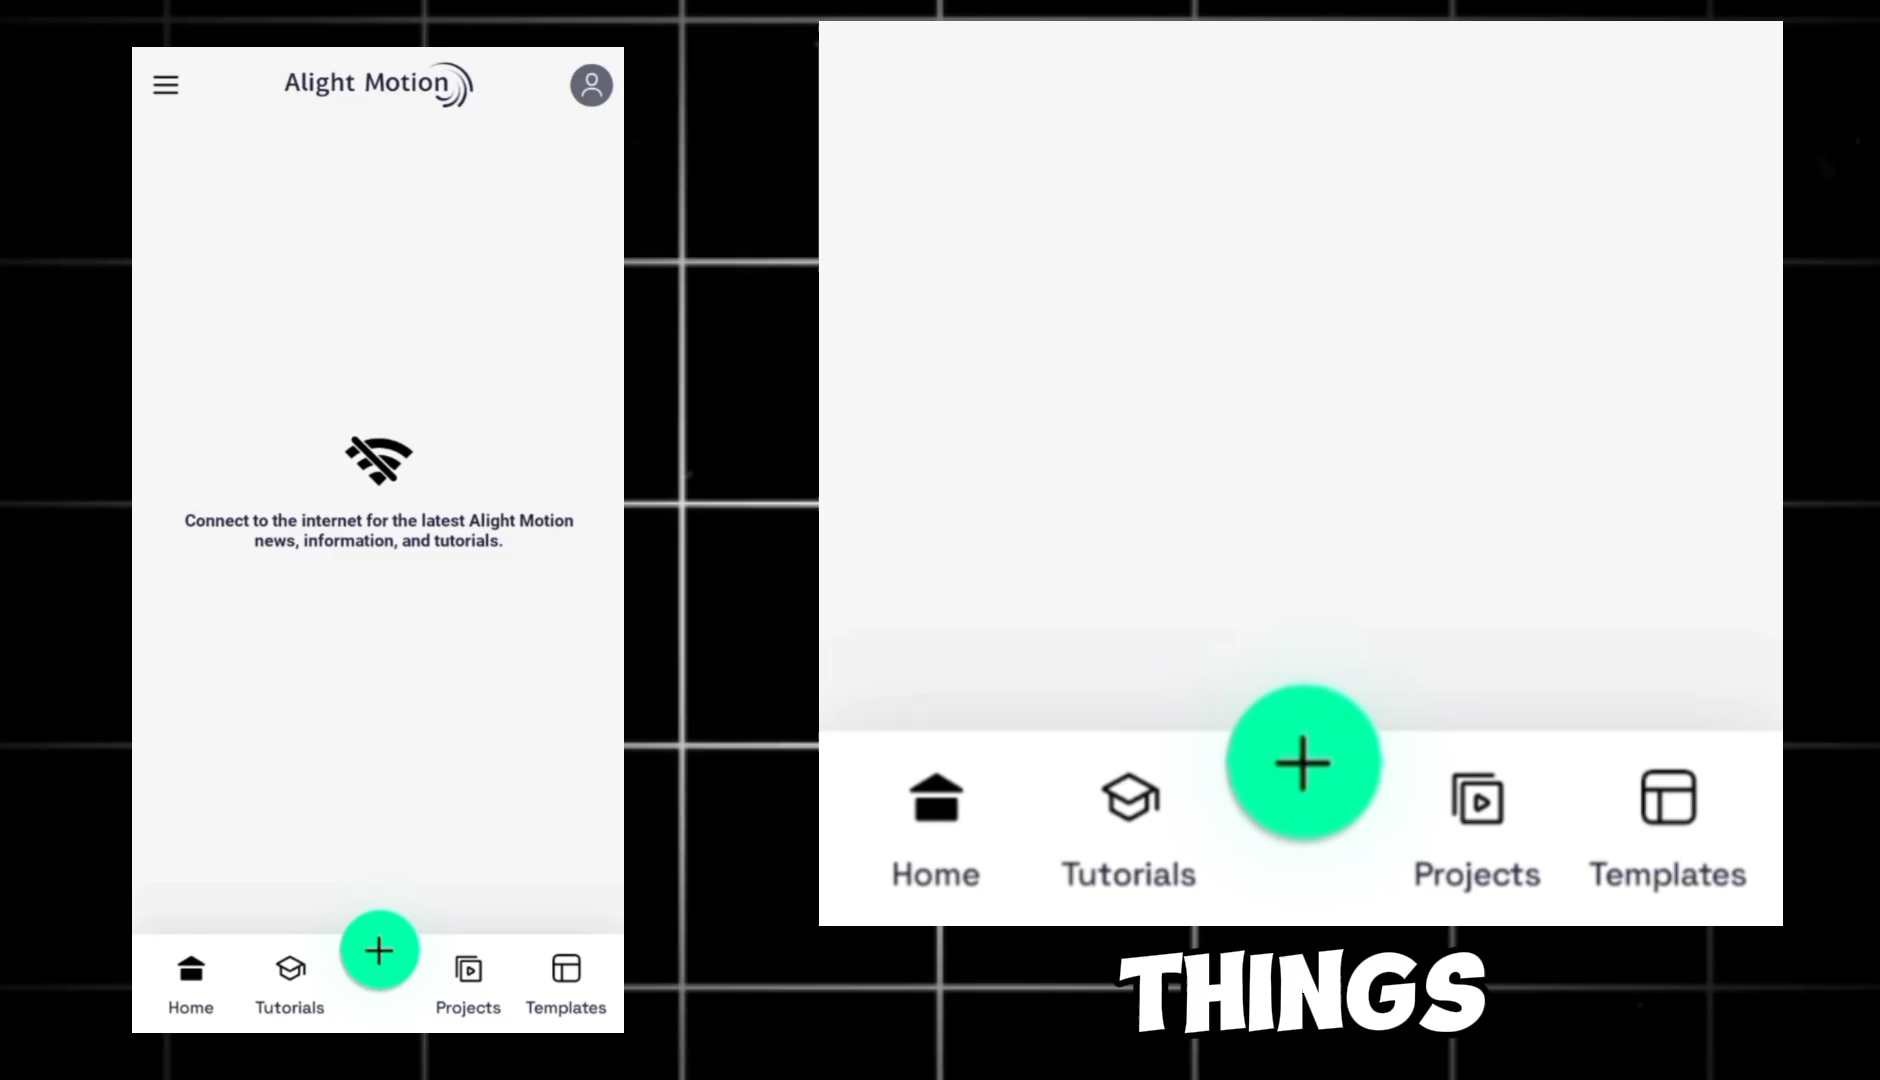 Alight Motion
Connect to the internet for the latest Alight Motion
news, information, and tutorials.
Home Tutorials Projects Templates
Home Tutorials Projects Templates
THINGS